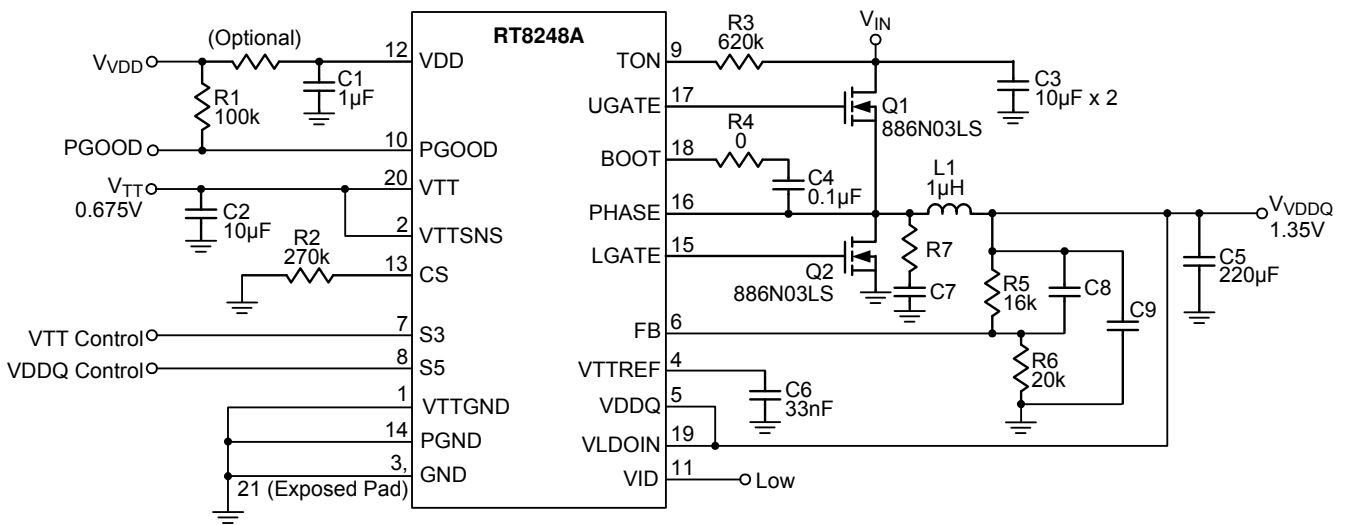 RT8248A
(Optional)
V_VDD
R1
100k
C1
1µF
12
VDD
PGOOD
10
PGOOD
V_TT
0.675V
20
VTT
C2
10µF
2
VTTSNS
R2
270k
13
CS
VTT Control
7
S3
VDDQ Control
8
S5
1
VTTGND
14
PGND
3,
21 (Exposed Pad)
GND
TON
9
R3
620k
V_IN
C3
10µF x 2
UGATE
17
Q1
886N03LS
BOOT
18
R4
0
C4
0.1µF
PHASE
16
L1
1µH
V_VDDQ
1.35V
LGATE
15
Q2
886N03LS
R7
C7
R5
16k
C8
C9
C5
220µF
FB
6
R6
20k
VTTREF
4
C6
33nF
VDDQ
5
VLDOIN
19
VID
11
Low